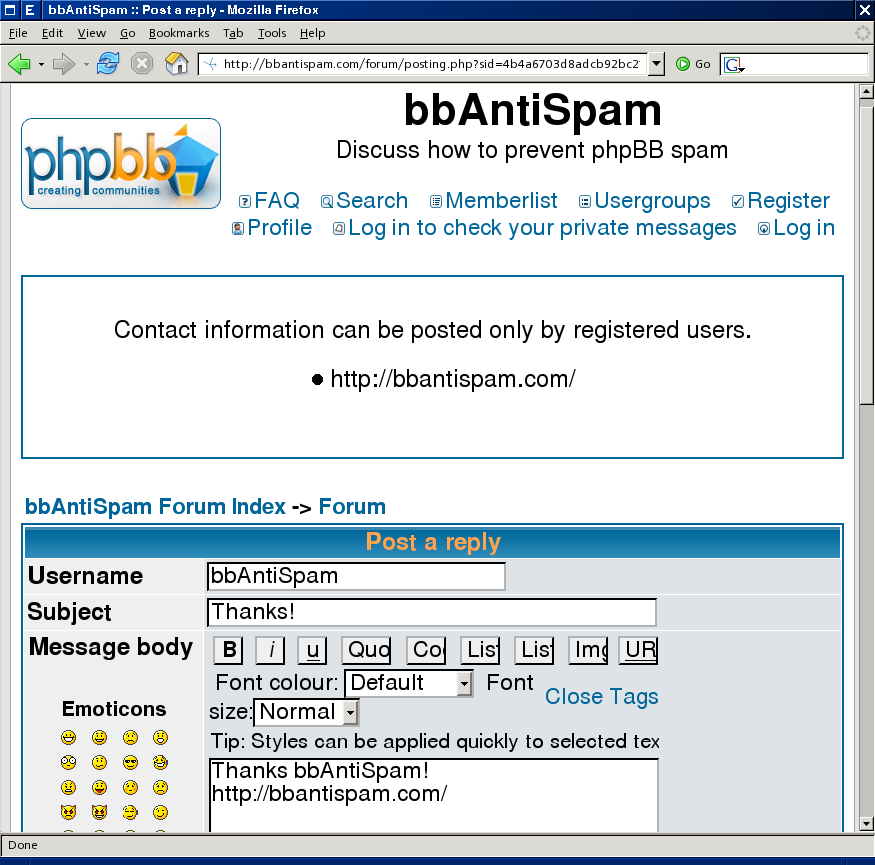 bbAntiSpam :: Post a reply - Mozilla Firefox
File Edit View Go Bookmarks Tab Tools Help
http://bbantispam.com/forum/posting.php?sid=4b4a6703d8adcb92bc2 Go G
phpbb
creating communities
bbAntiSpam
Discuss how to prevent phpBB spam
FAQ Search Memberlist Usergroups Register
Profile Log in to check your private messages Log in
Contact information can be posted only by registered users.
● http://bbantispam.com/
bbAntiSpam Forum Index -> Forum
Post a reply
Username bbAntiSpam
Subject Thanks!
Message body B i u Quo Co List List Img UR
Font colour: Default Font
size: Normal Close Tags
Emoticons
Tip: Styles can be applied quickly to selected tex
Thanks bbAntiSpam!
http://bbantispam.com/
Done